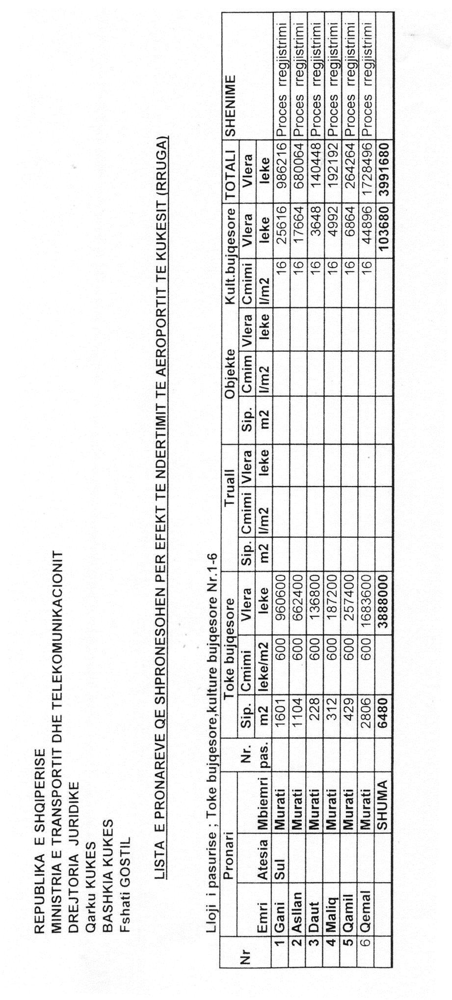 REPUBLIKA E SHQIPERISE
MINISTRIA E TRANSPORTIT DHE TELEKOMUNIKACIONIT
DREJTORIA JURIDIKE
Qarku KUKES
BASHKIA KUKES
Fshati GOSTIL
LISTA E PRONAREVE QE SHPRONESOHEN PER EFEKT TE NDERTIMIT TE AEROPORTIT TE KUKESIT (RRUGA)
Lloji i pasurise ; Toke bujqesore,kulture bujqesore Nr.1-6
Nr Pronari Nr. Toke bujqesore Truall Objekte Kult.bujqesore TOTALI SHENIME
Sip. Cmimi Vlera Sip. Cmimi Vlera Sip. Cmim Vlera Cmimi Vlera Vlera
Emri Atesia Mbiemri pas. m2 leke/m2 leke m2 l/m2 leke m2 l/m2 leke l/m2 leke leke
1 Gani Sul Murati 1601 600 960600 16 25616 986216 Proces rregjistrimi
2 Asllan Murati 1104 600 662400 16 17664 680064 Proces rregjistrimi
3 Daut Murati 228 600 136800 16 3648 140448 Proces rregjistrimi
4 Maliq Murati 312 600 187200 16 4992 192192 Proces rregjistrimi
5 Qamil Murati 429 600 257400 16 6864 264264 Proces rregjistrimi
6 Qemal Murati 2806 600 1683600 16 44896 1728496 Proces rregjistrimi
SHUMA 6480 3888000 103680 3991680